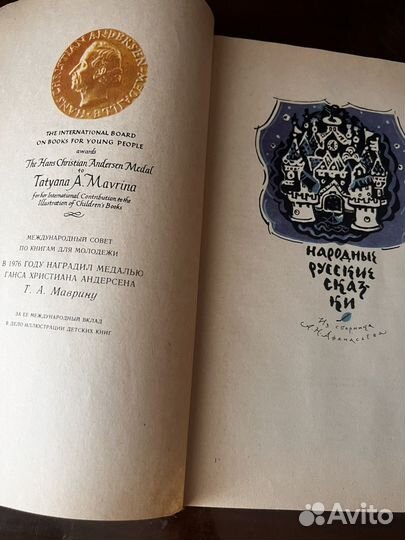 HANS CHRISTIAN ANDERSEN MEDAL
THE INTERNATIONAL BOARD
ON BOOKS FOR YOUNG PEOPLE
awards
The Hans Christian Andersen Medal
to
Tatyana A. Mavrina
for her International Contribution to the
Illustration of Children's Books
МЕЖДУНАРОДНЫЙ СОВЕТ
ПО КНИГАМ ДЛЯ МОЛОДЕЖИ
В 1976 ГОДУ НАГРАДИЛ МЕДАЛЬЮ
ГАНСА ХРИСТИАНА АНДЕРСЕНА
Т. А. Маврину
ЗА ЕЕ МЕЖДУНАРОДНЫЙ ВКЛАД
В ДЕЛО ИЛЛЮСТРАЦИИ ДЕТСКИХ КНИГ
НАРОДНЫЕ
РУССКИЕ
СКАЗ-
КИ
Из сборника
А.Н. Афанасьева
Avito